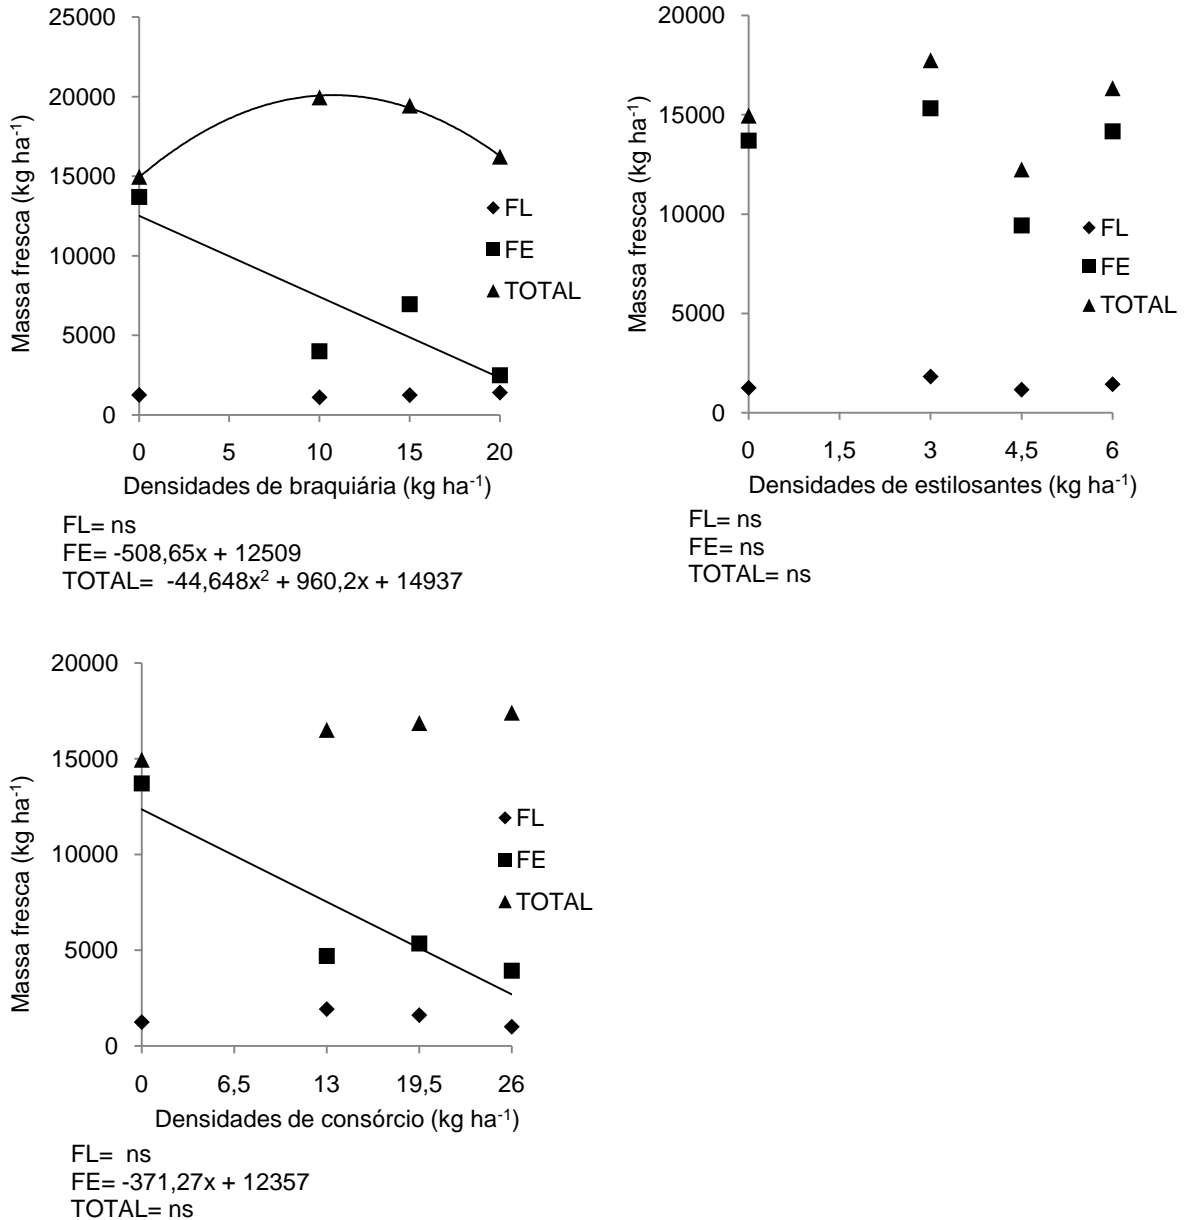 25000
20000
15000
10000
5000
0
Massa fresca (kg ha-1)
0 5 10 15 20
Densidades de braquiária (kg ha-1)
FL
FE
TOTAL
FL= ns
FE= -508,65x + 12509
TOTAL= -44,648x2 + 960,2x + 14937
20000
15000
10000
5000
0
Massa fresca (kg ha-1)
0 1,5 3 4,5 6
Densidades de estilosantes (kg ha-1)
FL
FE
TOTAL
FL= ns
FE= ns
TOTAL= ns
20000
15000
10000
5000
0
Massa fresca (kg ha-1)
0 6,5 13 19,5 26
Densidades de consórcio (kg ha-1)
FL
FE
TOTAL
FL= ns
FE= -371,27x + 12357
TOTAL= ns